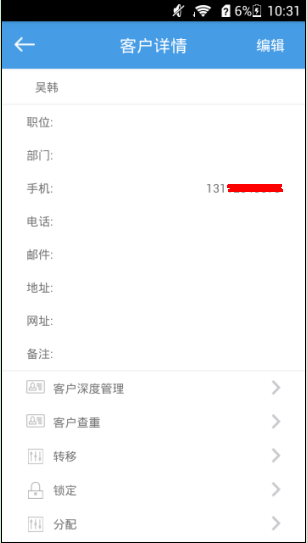 6% 10:31
客户详情 编辑
吴韩
职位:
部门:
手机: 131
电话:
邮件:
地址:
网址:
备注:
客户深度管理
客户查重
转移
锁定
分配